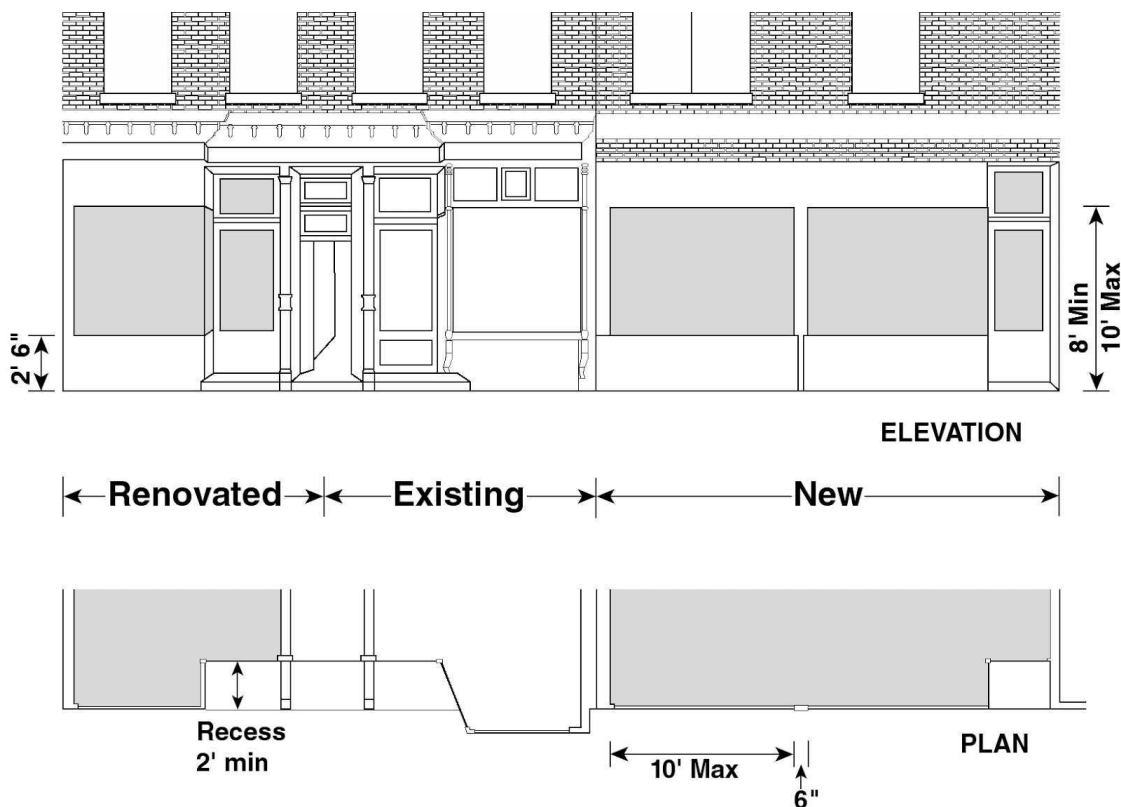 2' 6"
8' Min
10' Max
ELEVATION
Renovated
Existing
New
Recess
2' min
10' Max
6"
PLAN